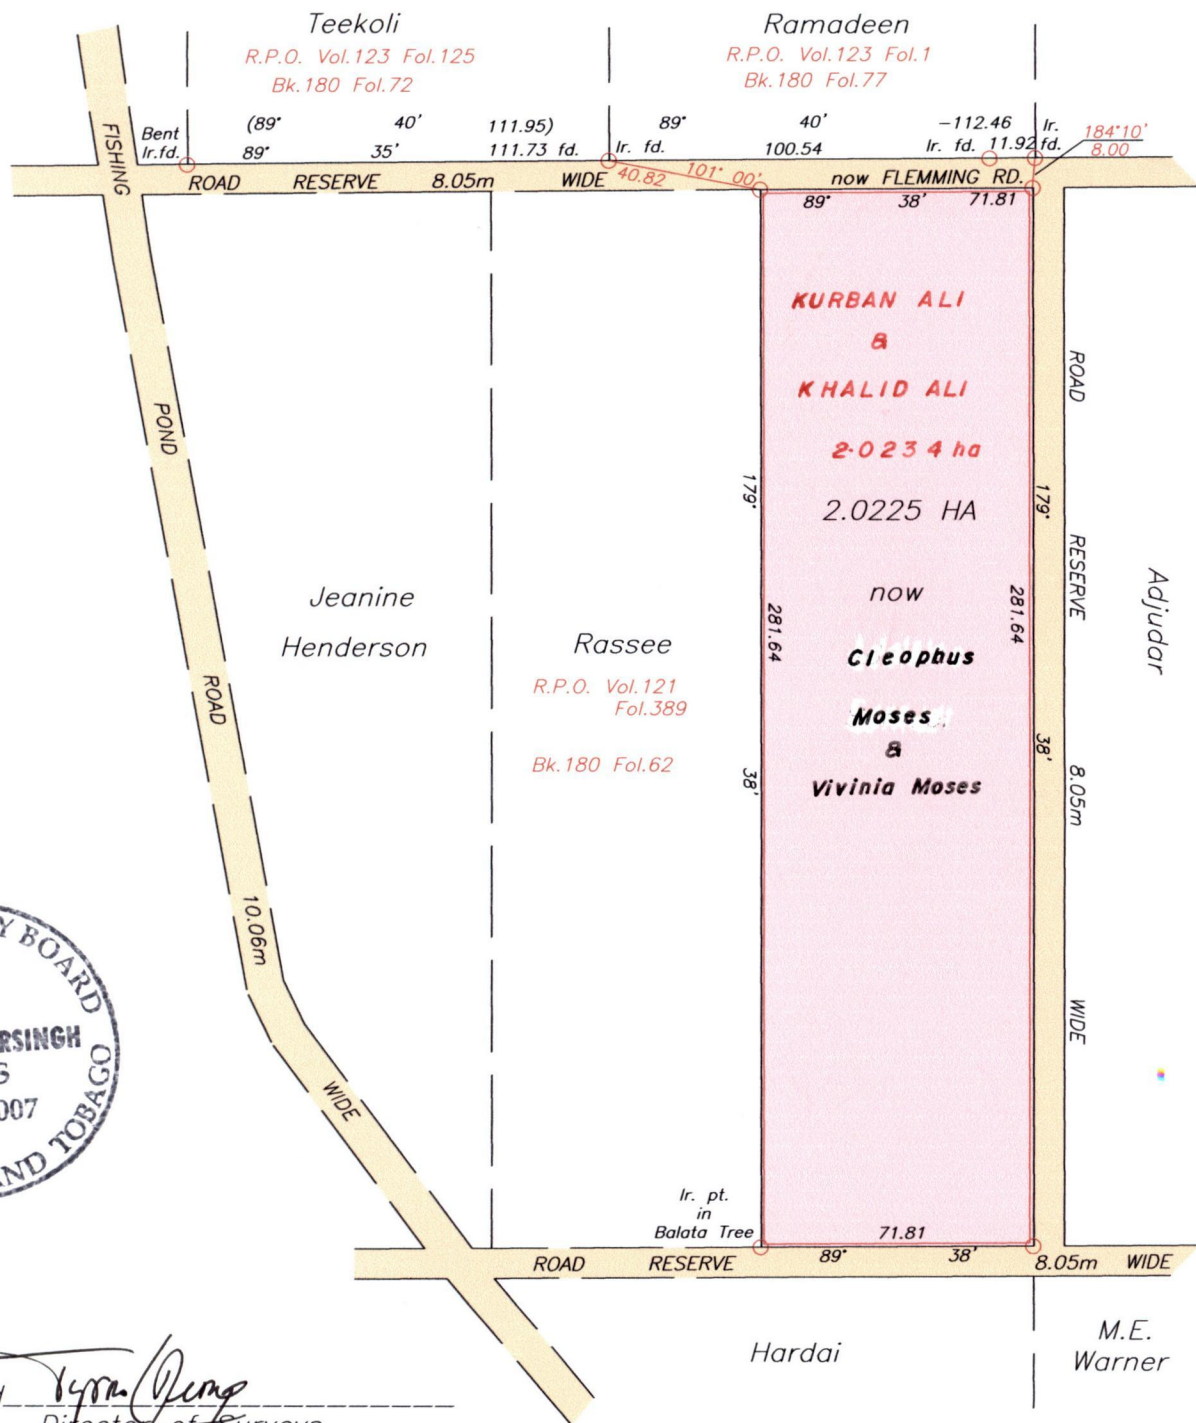 Teekoli
R.P.O. Vol.123 Fol.125
Bk.180 Fol.72
Ramadeen
R.P.O. Vol.123 Fol.1
Bk.180 Fol.77
Bent
Ir.fd.
(89° 40' 111.95)
89° 35' 111.73 fd.
Ir. fd.
89° 40' -112.46
100.54
Ir. fd. 11.92
Ir.
fd.
184°10'
8.00
ROAD RESERVE 8.05m WIDE
40.82 101° 00'
now FLEMMING RD.
89° 38' 71.81
FISHING
POND
ROAD
10.06m
WIDE
KURBAN ALI
&
KHALID ALI
2.0234 ha
2.0225 HA
now
Cleophus
Moses
&
Vivinia Moses
179°
281.64
38'
179°
281.64
38'
ROAD
RESERVE
8.05m
WIDE
Adjudar
Jeanine
Henderson
Rassee
R.P.O. Vol.121
Fol.389
Bk.180 Fol.62
Y BOARD
RSINGH
S
007
AND TOBAGO
Ir. pt.
in
Balata Tree
71.81
89° 38'
ROAD RESERVE
8.05m WIDE
Hardai
M.E.
Warner
Director of Surveys